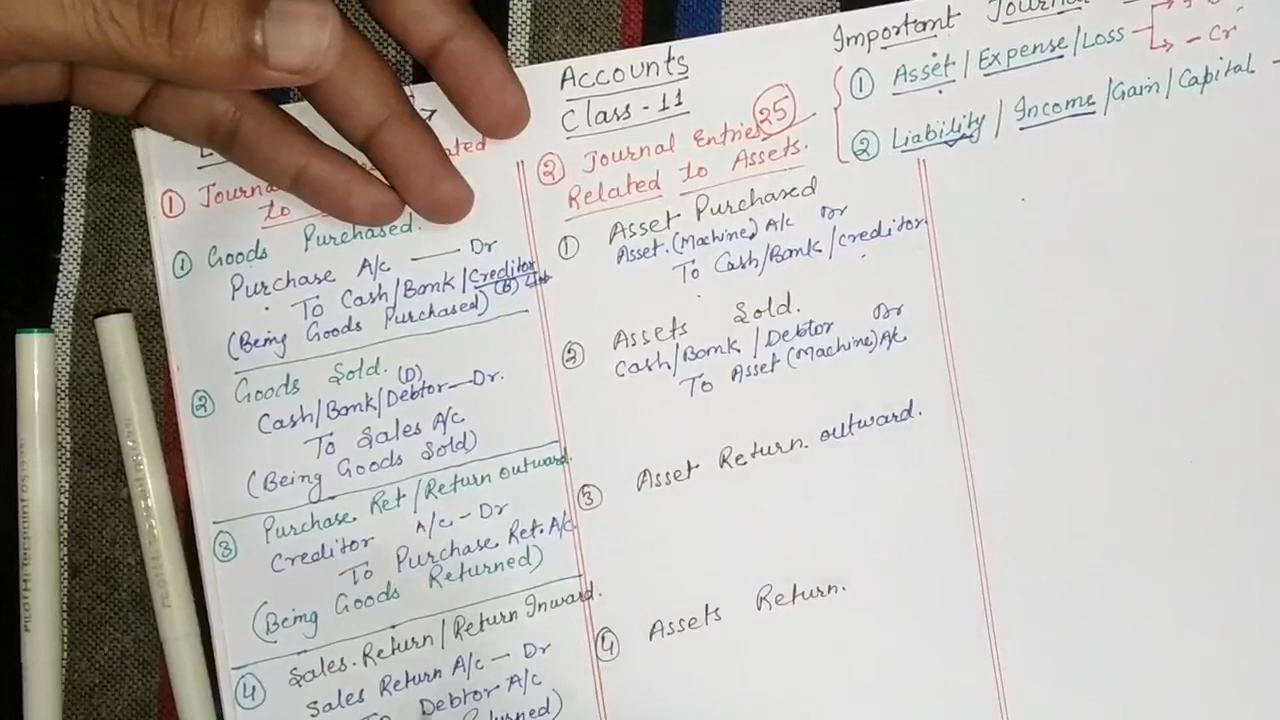 Accounts
Class-11
25
Important Journal
① Asset/Expense/Loss
- Cr
② Liability/Income/Gain/Capital
① Journal
to
① Goods Purchased.
Purchase A/c — Dr
To Cash/Bank/Creditor
(Being Goods Purchased) (B)
② Goods Sold.
(D)
Cash/Bank/Debtor—Dr.
To Sales A/c
(Being Goods Sold)
③ Purchase Ret/Return outward.
A/c-Dr
Creditor
To Purchase Ret. A/c.
(Being Goods Returned)
④ Sales.Return/Return Inward.
Sales Return A/c-Dr
To Debtor A/c
② Journal Entries
Related to Assets.
① Asset Purchased
Asset.(Machine) A/c Dr
To Cash/Bank/creditor.
② Assets Sold.
Cash/Bank/Debtor Dr
To Asset (Machine) A/c
③ Asset Return. outward.
④ Assets Return.